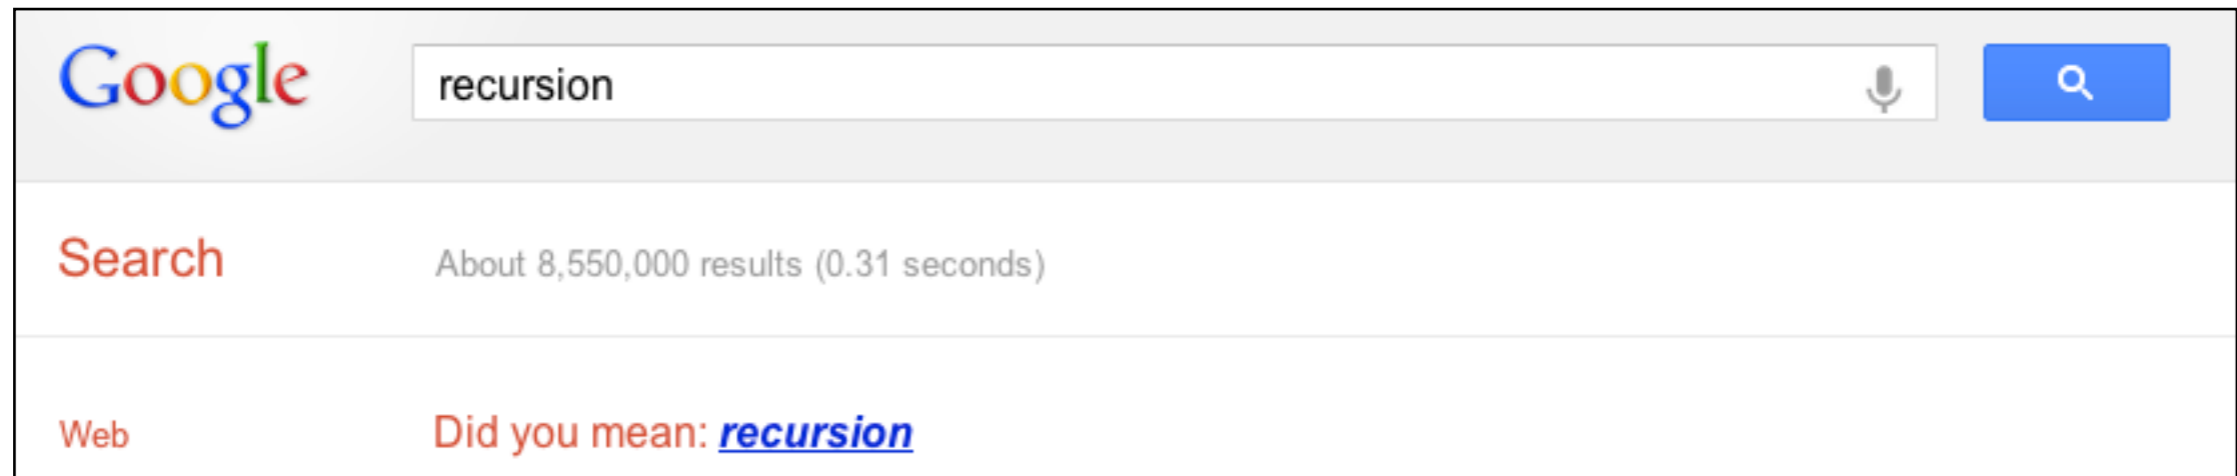 Google recursion
Search About 8,550,000 results (0.31 seconds)
Web Did you mean: recursion